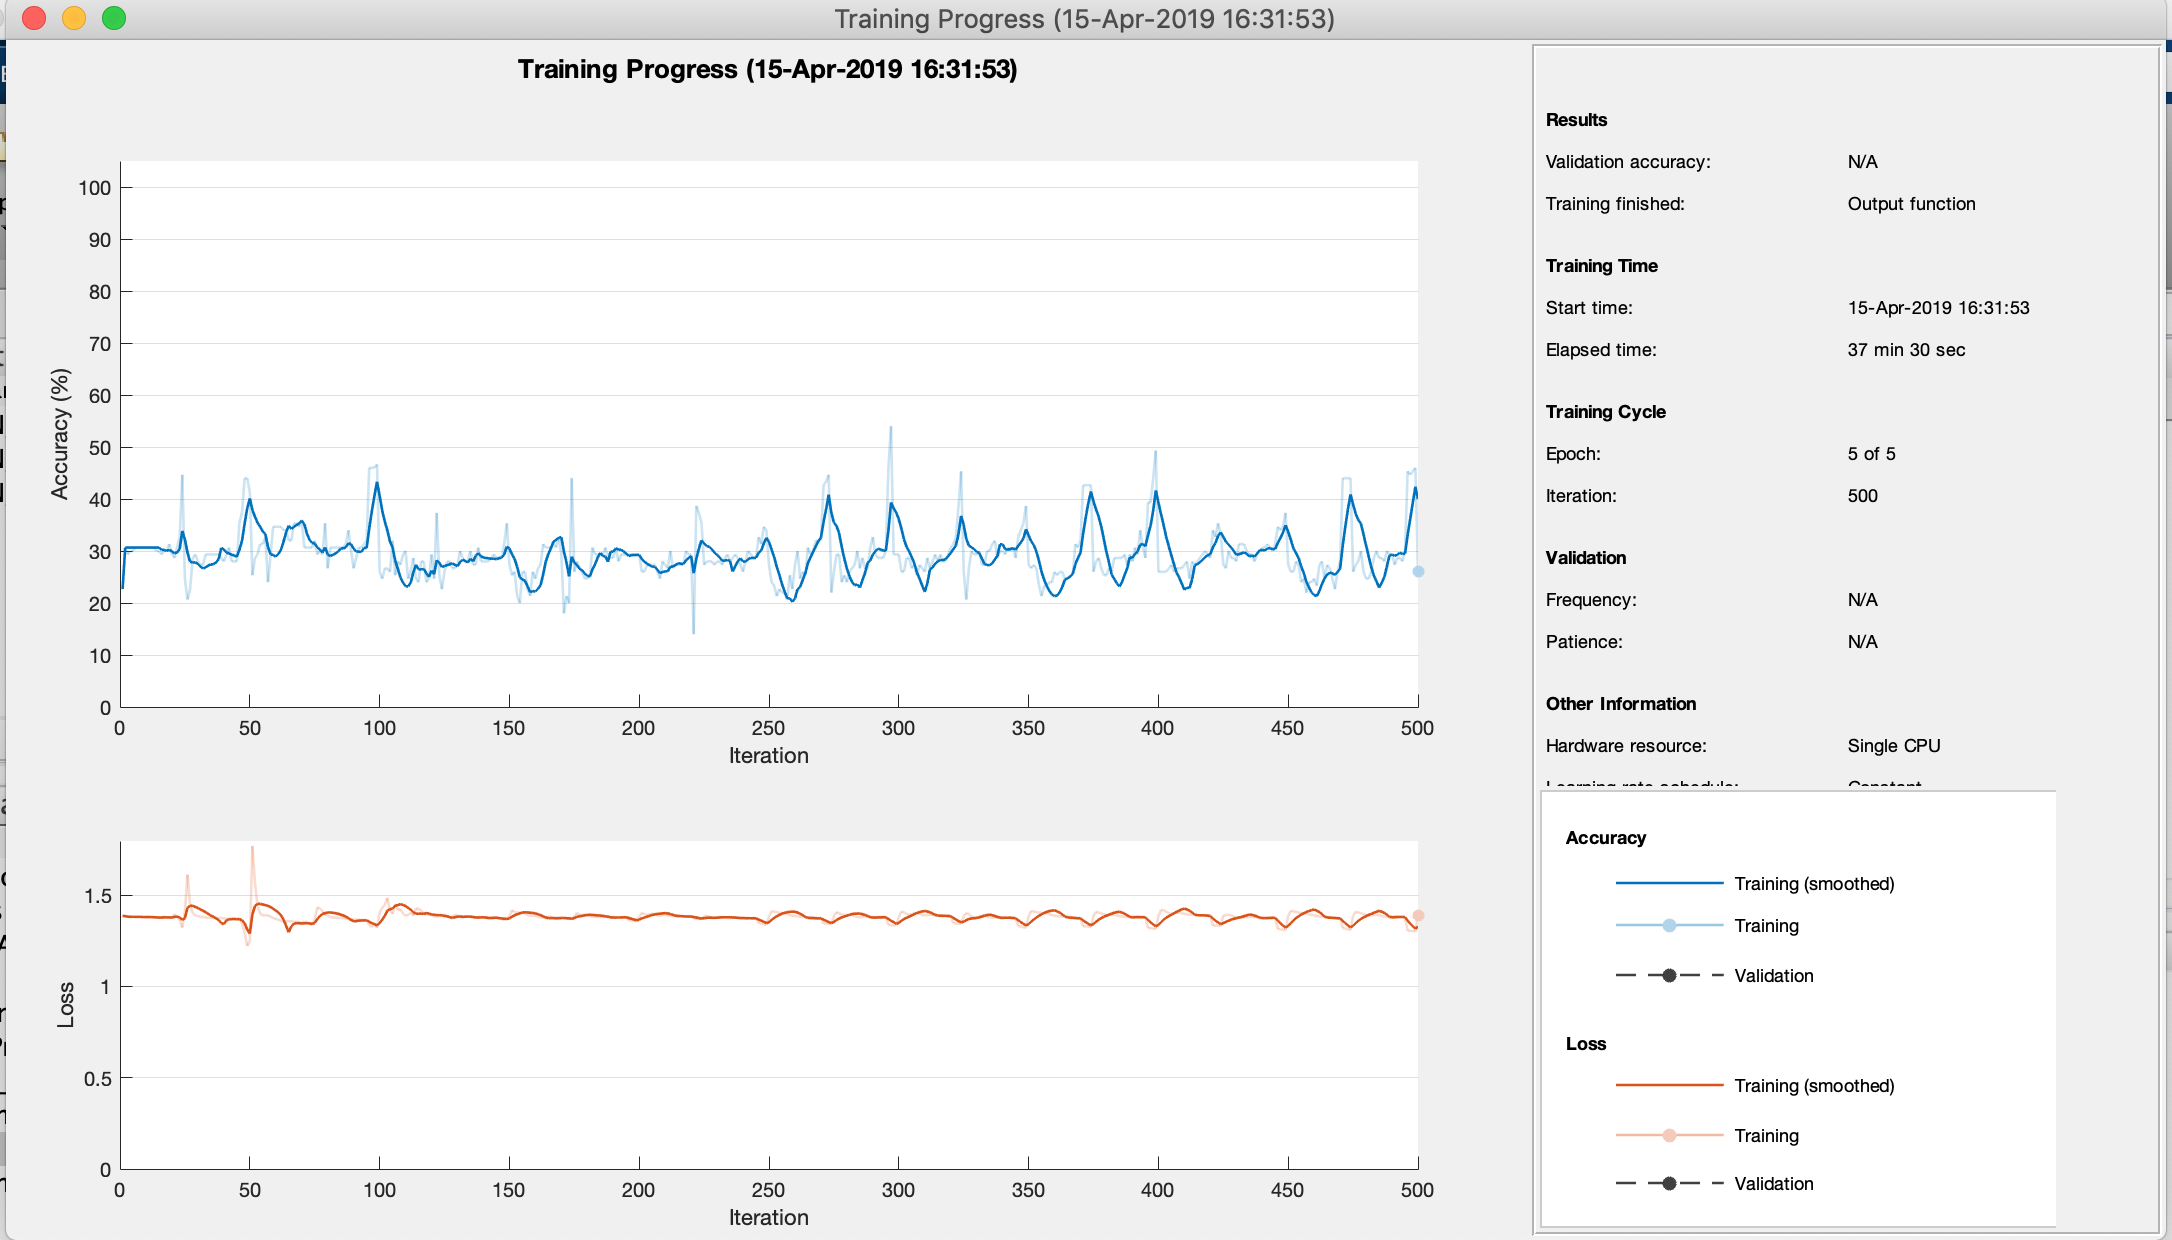 Training Progress (15-Apr-2019 16:31:53)
Training Progress (15-Apr-2019 16:31:53)
100
90
80
70
60
50
40
30
20
10
0
Accuracy (%)
0 50 100 150 200 250 300 350 400 450 500
Iteration
1.5
1
0.5
0
Loss
0 50 100 150 200 250 300 350 400 450 500
Iteration
Results
Validation accuracy: N/A
Training finished: Output function
Training Time
Start time: 15-Apr-2019 16:31:53
Elapsed time: 37 min 30 sec
Training Cycle
Epoch: 5 of 5
Iteration: 500
Validation
Frequency: N/A
Patience: N/A
Other Information
Hardware resource: Single CPU
Learning rate schedule: Constant
Accuracy
Training (smoothed)
Training
Validation
Loss
Training (smoothed)
Training
Validation